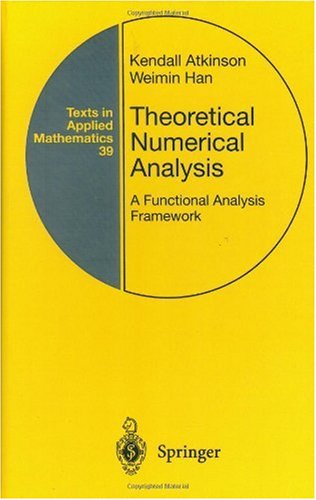 Kendall Atkinson
Weimin Han
Texts in
Applied
Mathematics
39
Theoretical
Numerical
Analysis
A Functional Analysis
Framework
Springer